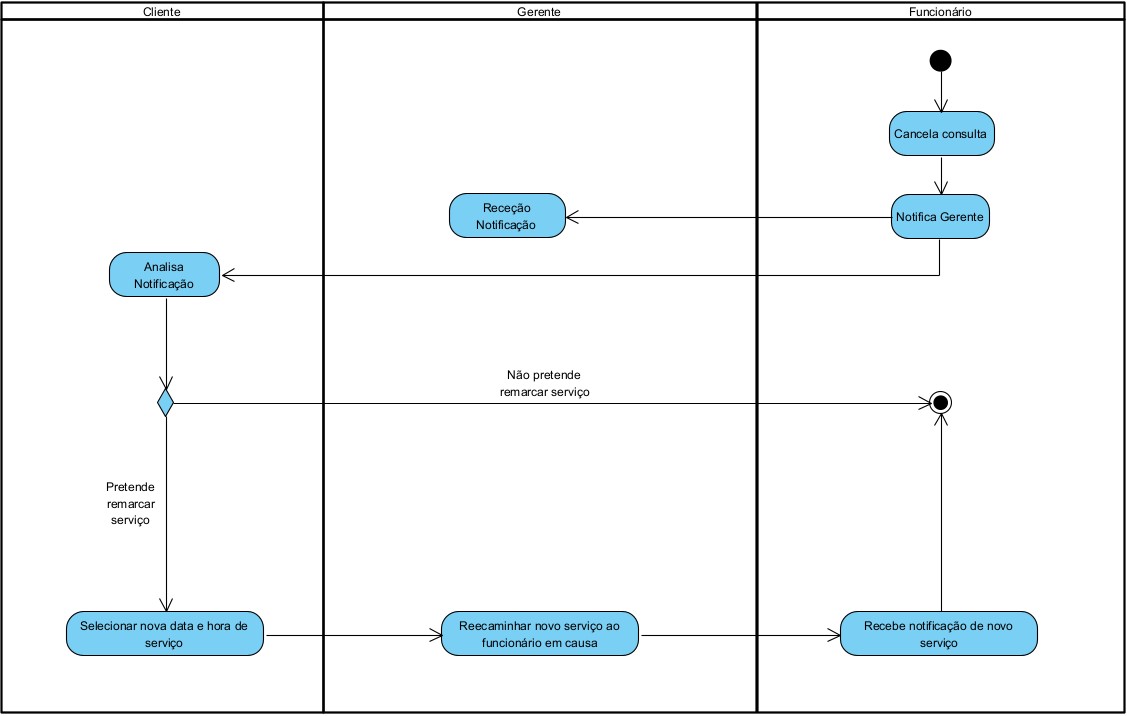 Cliente
Gerente
Funcionário
Cancela consulta
Receção
Notificação
Notifica Gerente
Analisa
Notificação
Não pretende
remarcar serviço
Pretende
remarcar
serviço
Selecionar nova data e hora de
serviço
Reecaminhar novo serviço ao
funcionário em causa
Recebe notificação de novo
serviço